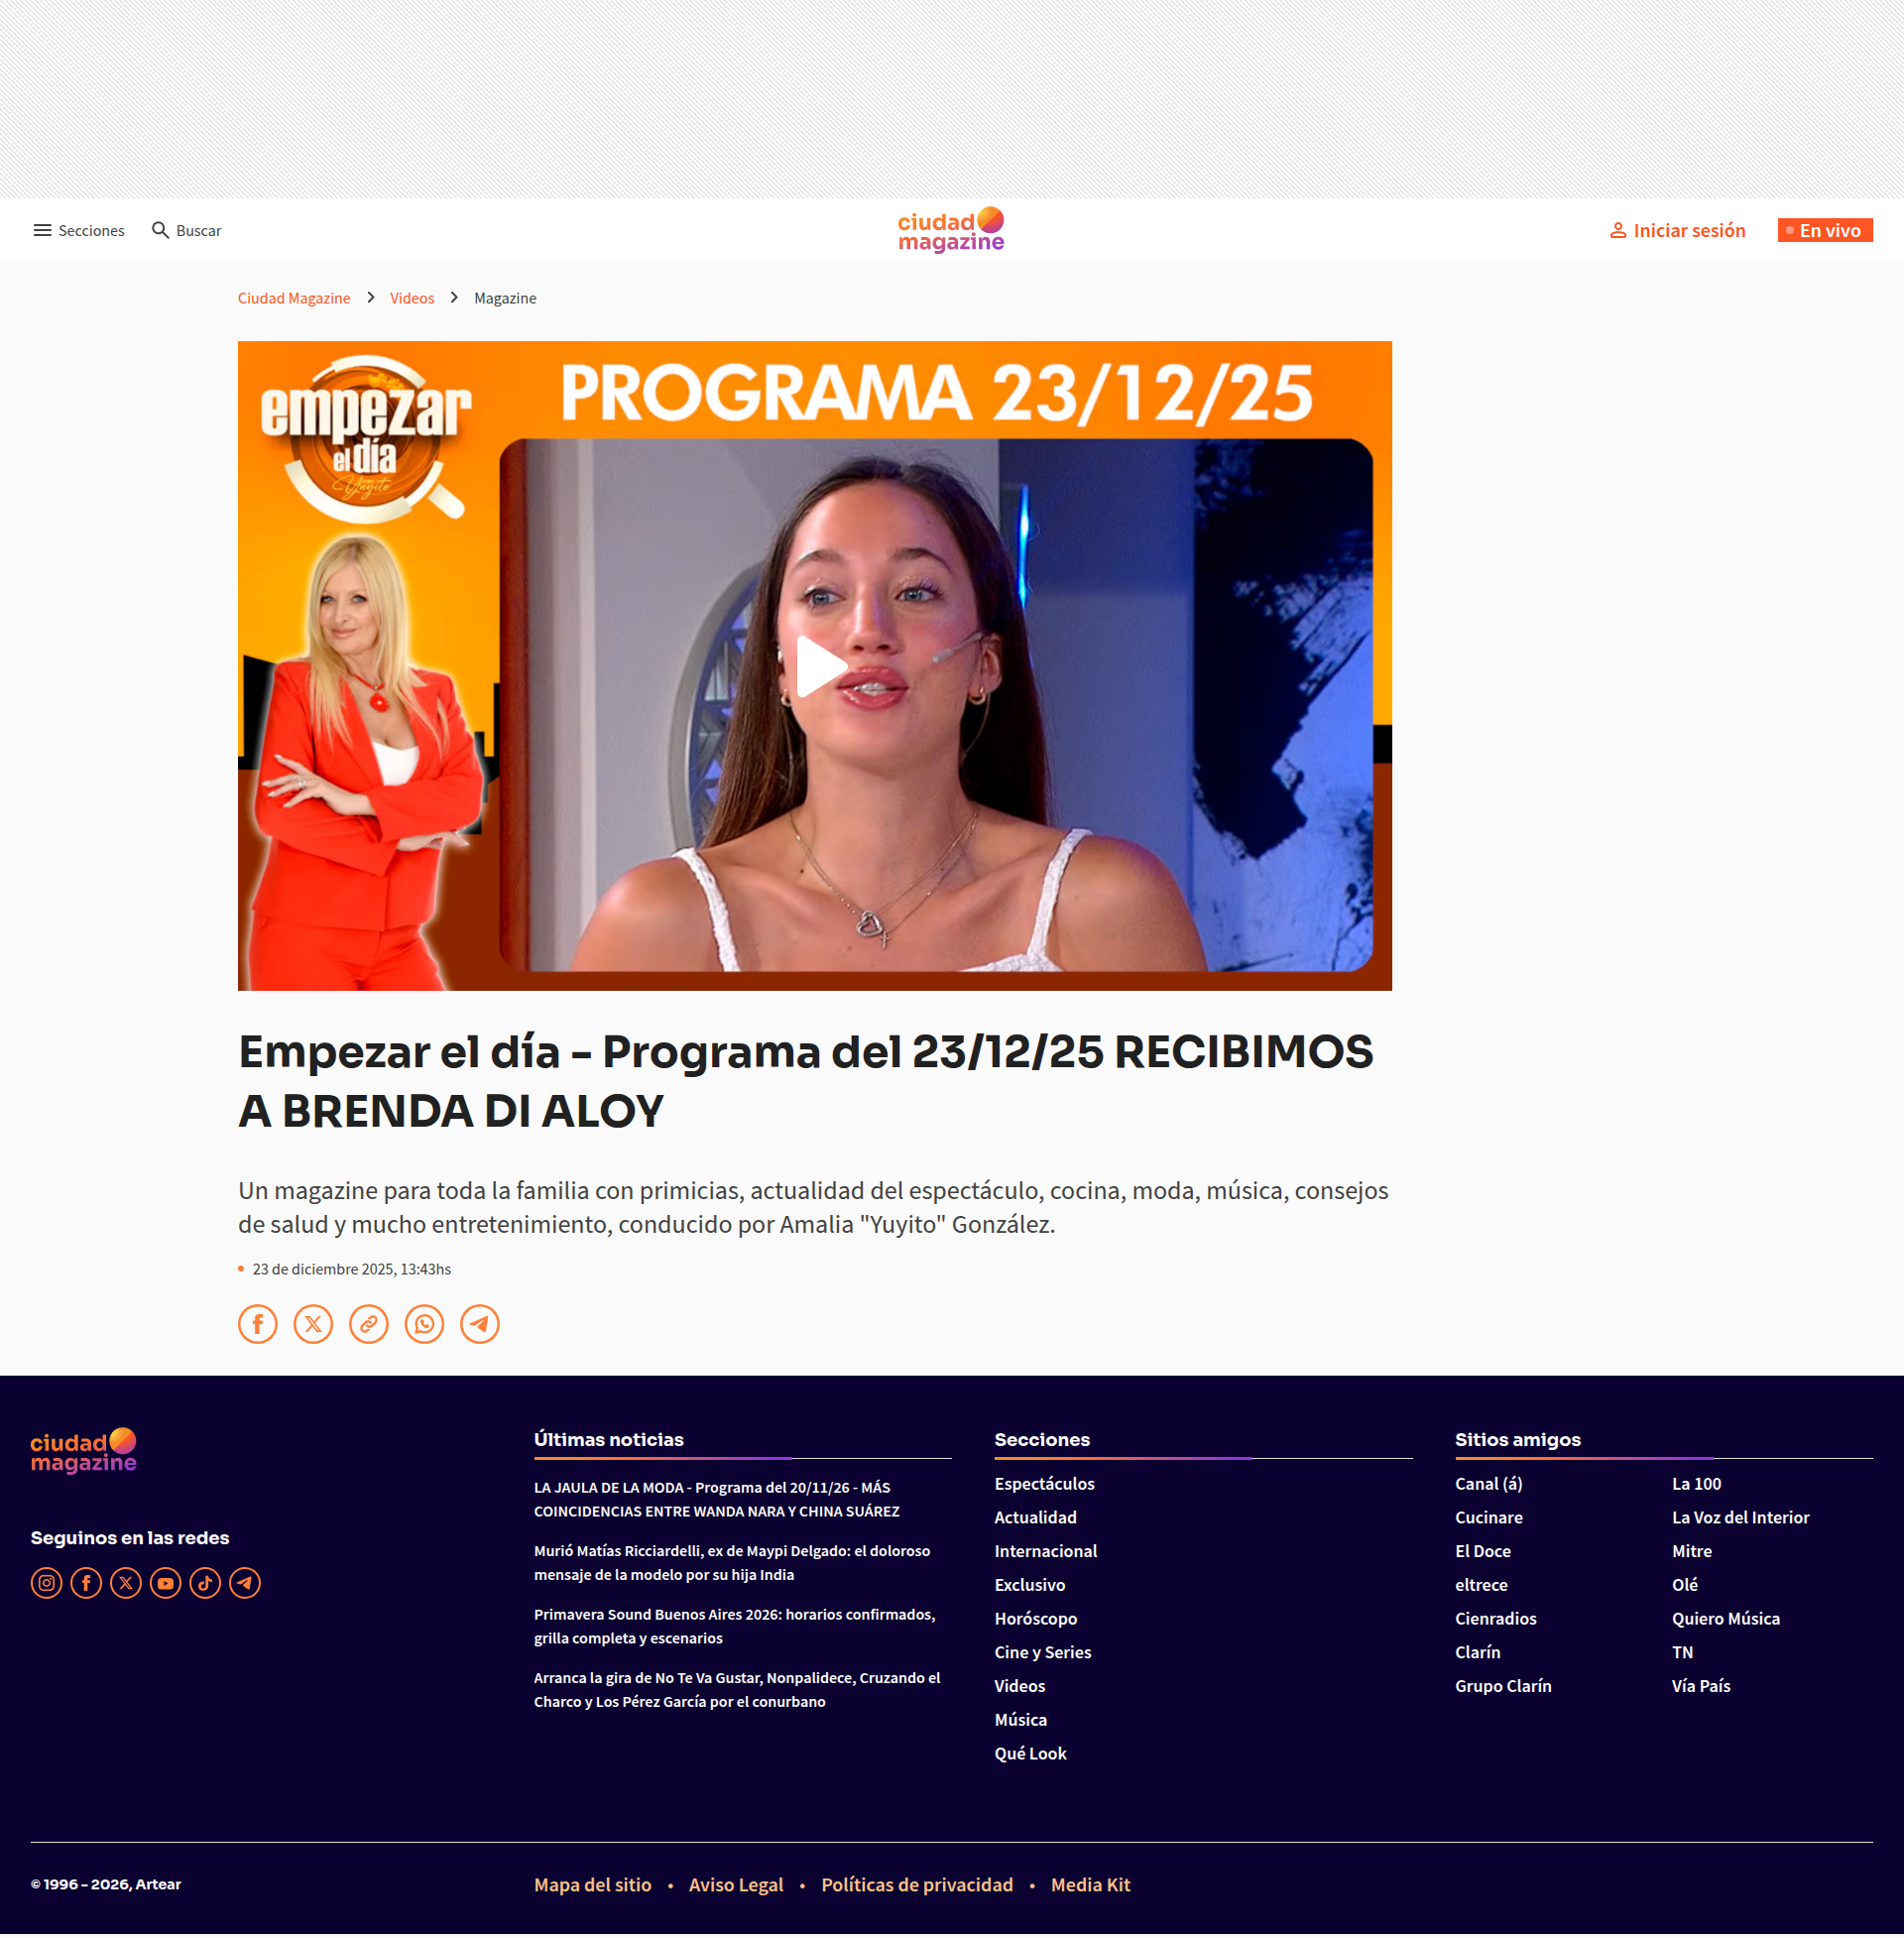 Secciones
Buscar
ciudad
magazine
Iniciar sesión
En vivo
Ciudad Magazine
Videos
Magazine
empezar
el día
Yuyito
PROGRAMA 23/12/25
Empezar el día - Programa del 23/12/25 RECIBIMOS
A BRENDA DI ALOY
Un magazine para toda la familia con primicias, actualidad del espectáculo, cocina, moda, música, consejos
de salud y mucho entretenimiento, conducido por Amalia "Yuyito" González.
23 de diciembre 2025, 13:43hs
ciudad
magazine
Seguinos en las redes
Últimas noticias
LA JAULA DE LA MODA - Programa del 20/11/26 - MÁS
COINCIDENCIAS ENTRE WANDA NARA Y CHINA SUÁREZ
Murió Matías Ricciardelli, ex de Maypi Delgado: el doloroso
mensaje de la modelo por su hija India
Primavera Sound Buenos Aires 2026: horarios confirmados,
grilla completa y escenarios
Arranca la gira de No Te Va Gustar, Nonpalidece, Cruzando el
Charco y Los Pérez García por el conurbano
Secciones
Espectáculos
Actualidad
Internacional
Exclusivo
Horóscopo
Cine y Series
Videos
Música
Qué Look
Sitios amigos
Canal (á)
Cucinare
El Doce
eltrece
Cienradios
Clarín
Grupo Clarín
La 100
La Voz del Interior
Mitre
Olé
Quiero Música
TN
Vía País
© 1996 - 2026, Artear
Mapa del sitio • Aviso Legal • Políticas de privacidad • Media Kit